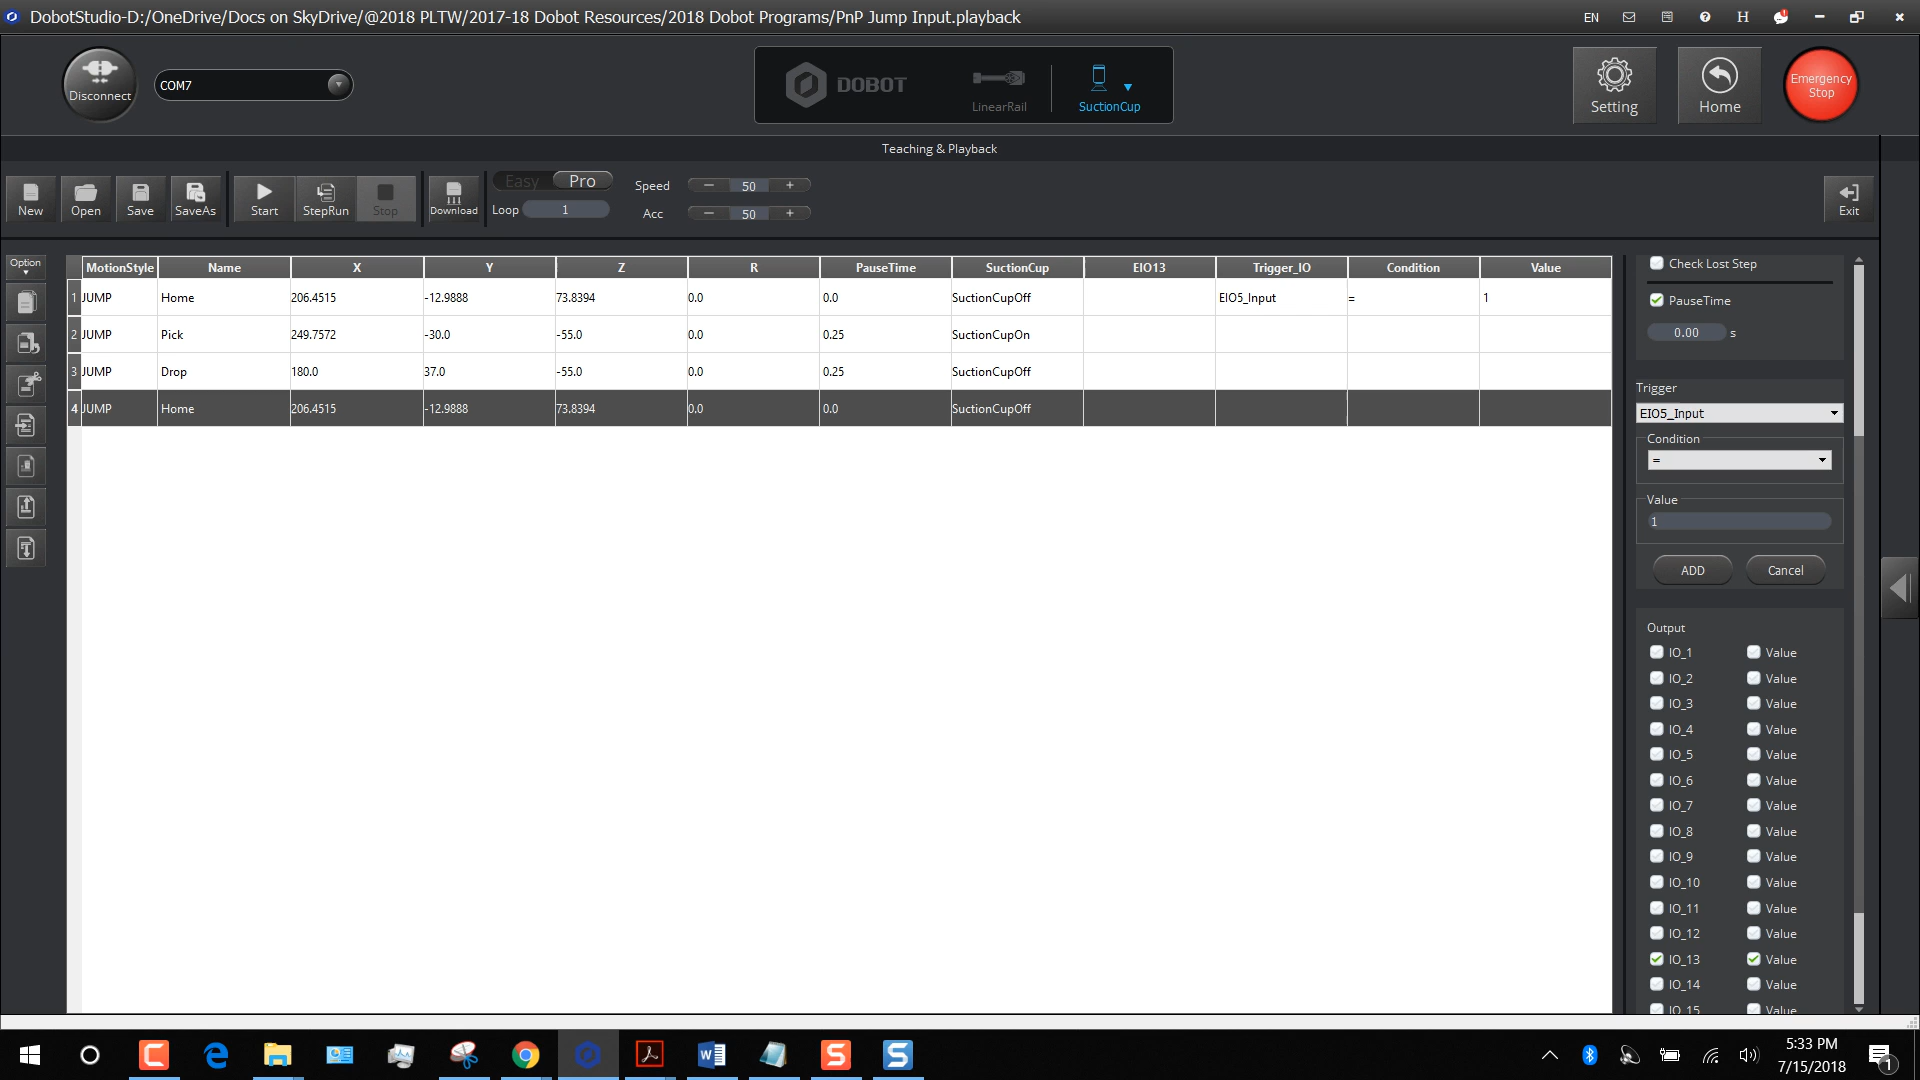 DobotStudio-D:/OneDrive/Docs on SkyDrive/@2018 PLTW/2017-18 Dobot Resources/2018 Dobot Programs/PnP Jump Input.playback EN H
Disconnect COM7 DOBOT LinearRail SuctionCup Setting Home Emergency Stop
Teaching & Playback
New Open Save SaveAs Start StepRun Stop Download Easy Pro Speed 50 Exit
Loop 1 Acc 50
Option MotionStyle Name X Y Z R PauseTime SuctionCup EIO13 Trigger_IO Condition Value
1 JUMP Home 206.4515 -12.9888 73.8394 0.0 0.0 SuctionCupOff EIO5_Input = 1
2 JUMP Pick 249.7572 -30.0 -55.0 0.0 0.25 SuctionCupOn
3 JUMP Drop 180.0 37.0 -55.0 0.0 0.25 SuctionCupOff
4 JUMP Home 206.4515 -12.9888 73.8394 0.0 0.0 SuctionCupOff
Check Lost Step
PauseTime
0.00 s
Trigger
EIO5_Input
Condition
=
Value
1
ADD Cancel
Output
IO_1 Value
IO_2 Value
IO_3 Value
IO_4 Value
IO_5 Value
IO_6 Value
IO_7 Value
IO_8 Value
IO_9 Value
IO_10 Value
IO_11 Value
IO_12 Value
IO_13 Value
IO_14 Value
IO_15 Value
5:33 PM
7/15/2018
1